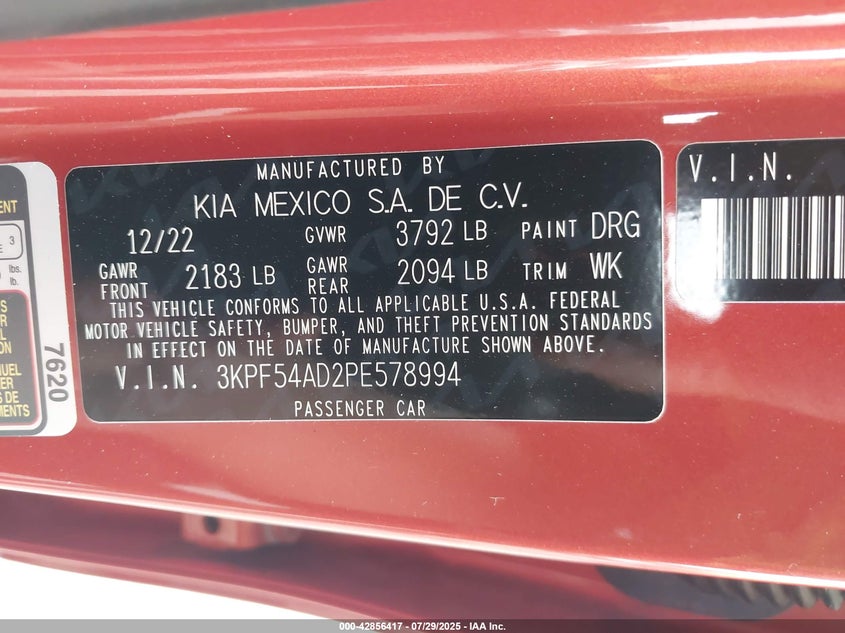 MANUFACTURED BY
KIA MEXICO S.A. DE C.V.
12/22 GVWR 3792 LB PAINT DRG
GAWR FRONT 2183 LB GAWR REAR 2094 LB TRIM WK
THIS VEHICLE CONFORMS TO ALL APPLICABLE U.S.A. FEDERAL
MOTOR VEHICLE SAFETY, BUMPER, AND THEFT PREVENTION STANDARDS
IN EFFECT ON THE DATE OF MANUFACTURE SHOWN ABOVE.
V.I.N. 3KPF54AD2PE578994
PASSENGER CAR
V.I.N.
3
lbs.
lb.
7620
000-42856417 - 07/29/2025 - IAA Inc.